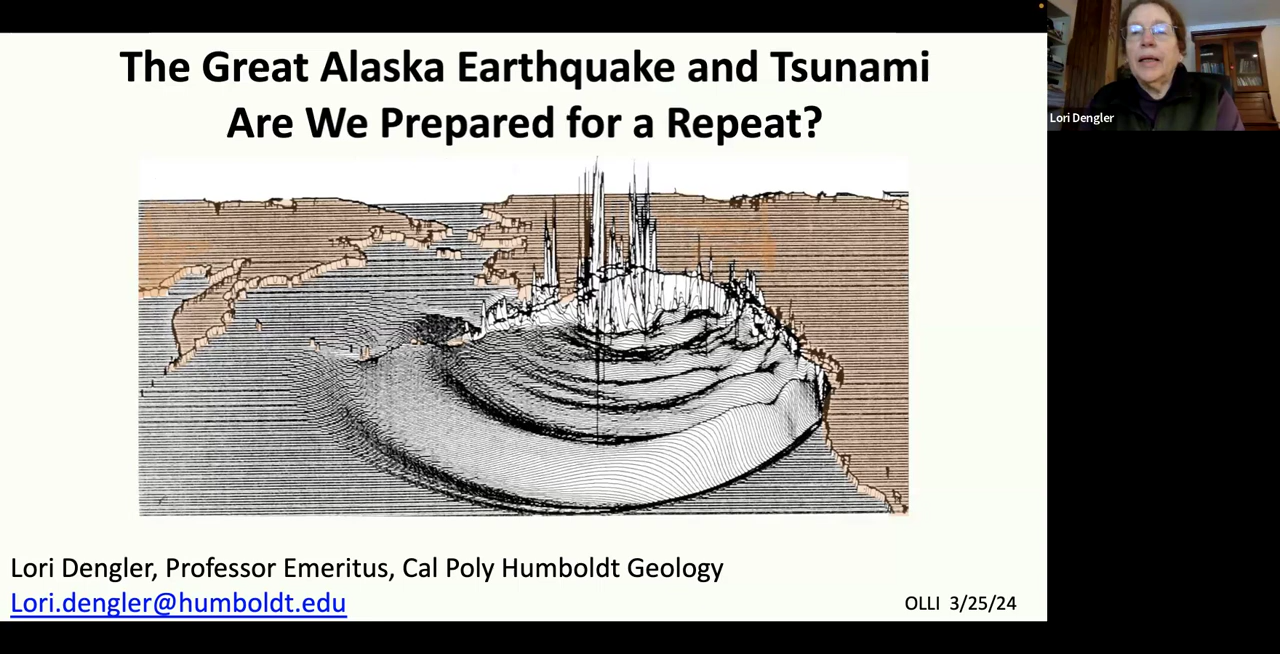 The Great Alaska Earthquake and Tsunami
Are We Prepared for a Repeat?
Lori Dengler
Lori Dengler, Professor Emeritus, Cal Poly Humboldt Geology
Lori.dengler@humboldt.edu
OLLI 3/25/24